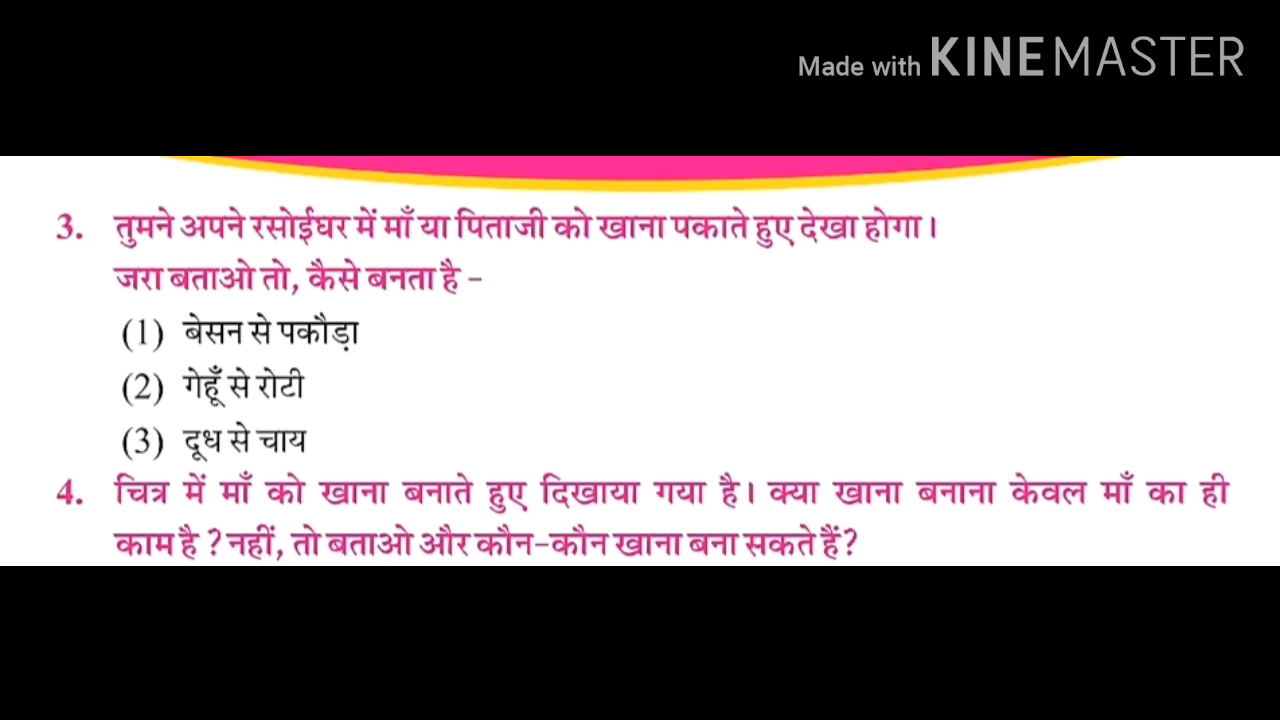 Made with KINEMASTER
3. तुमने अपने रसोईघर में माँ या पिताजी को खाना पकाते हुए देखा होगा।
जरा बताओ तो, कैसे बनता है -
(1) बेसन से पकौड़ा
(2) गेहूँ से रोटी
(3) दूध से चाय
4. चित्र में माँ को खाना बनाते हुए दिखाया गया है। क्या खाना बनाना केवल माँ का ही
काम है ? नहीं, तो बताओ और कौन-कौन खाना बना सकते हैं?